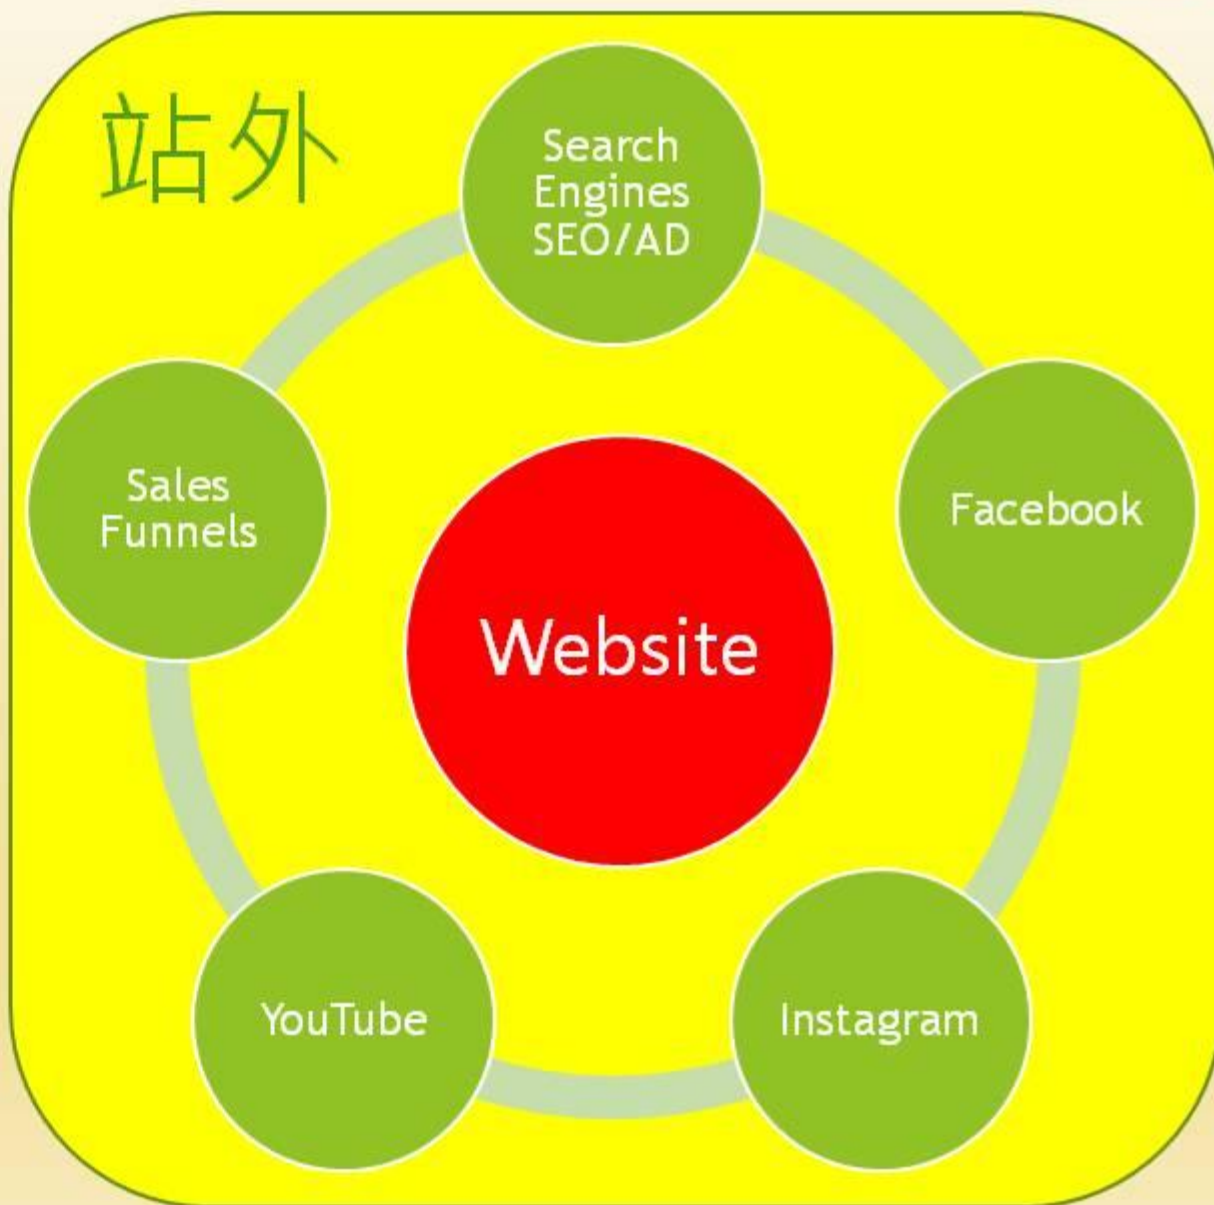 站外
Search
Engines
SEO/AD
Sales
Funnels
Facebook
Website
YouTube
Instagram